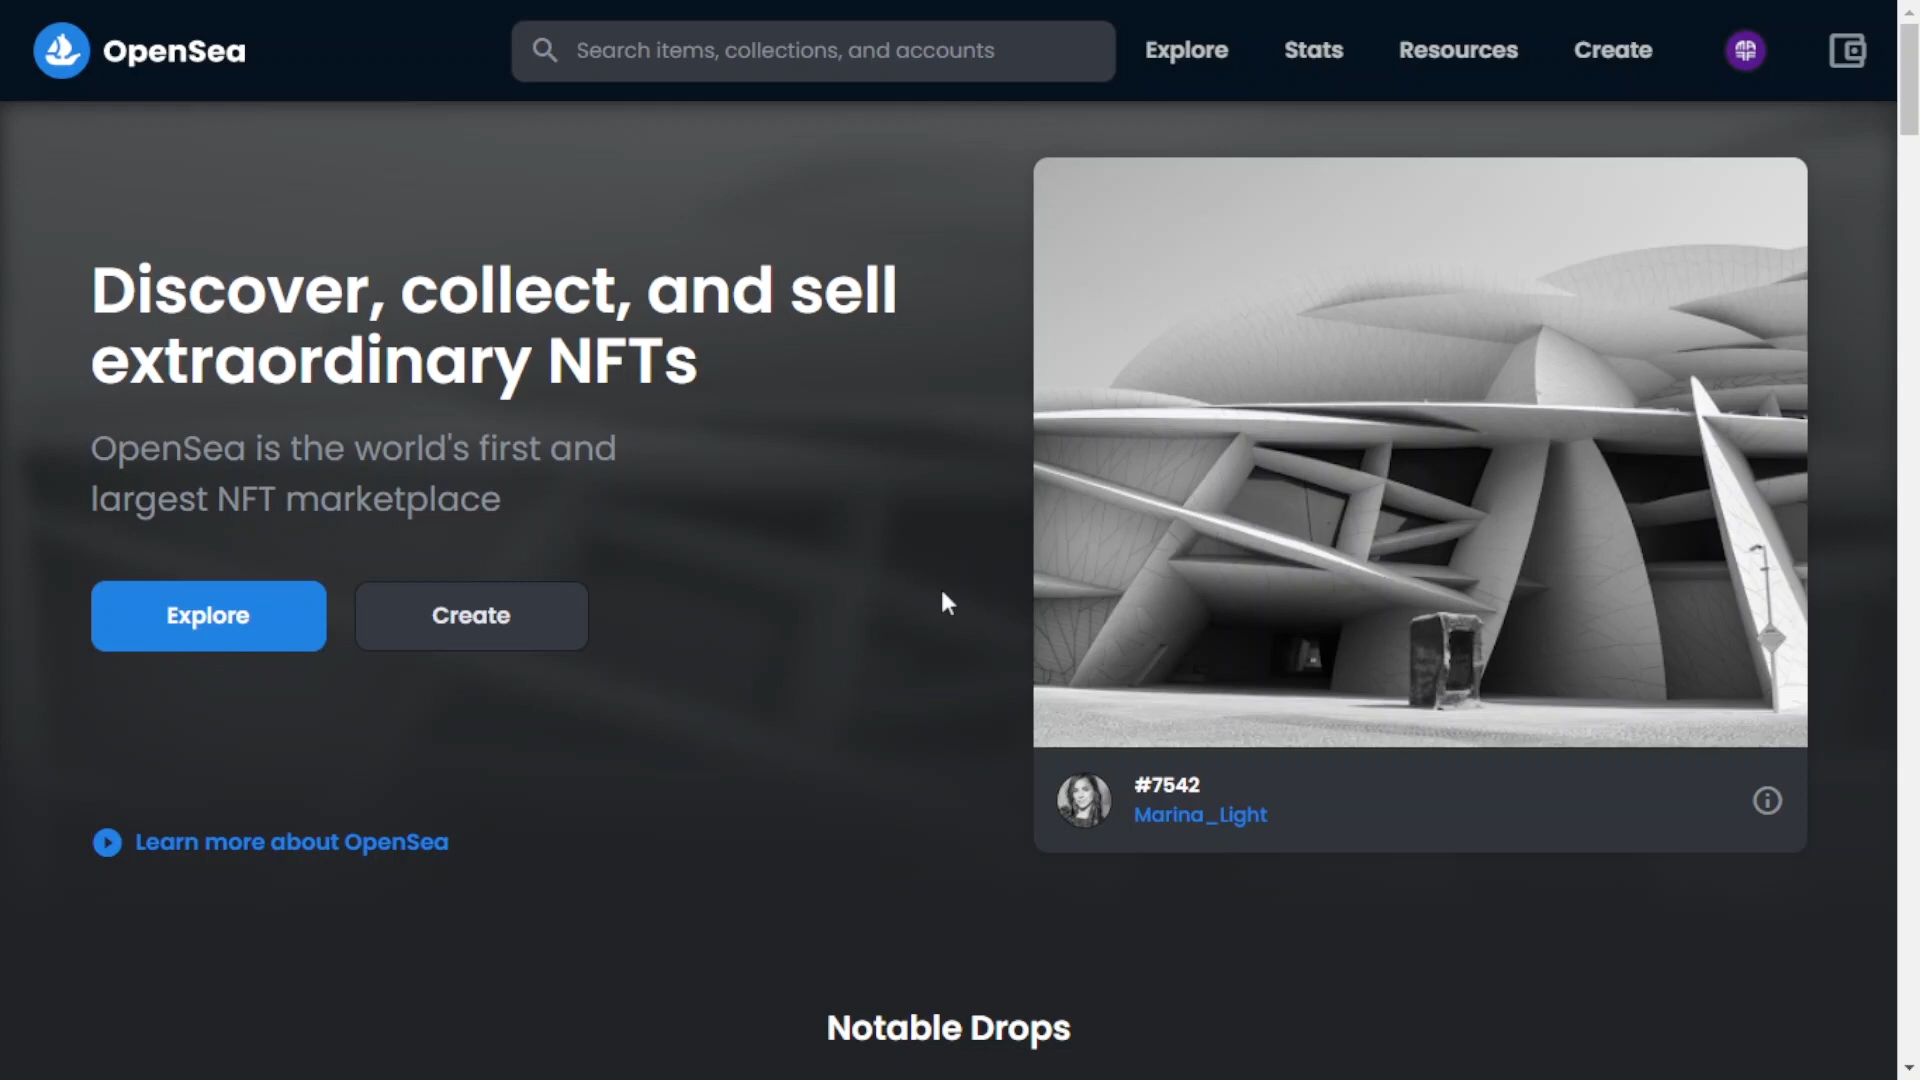 OpenSea
Search items, collections, and accounts
Explore
Stats
Resources
Create
Discover, collect, and sell
extraordinary NFTs
OpenSea is the world's first and
largest NFT marketplace
Explore
Create
Learn more about OpenSea
#7542
Marina_Light
Notable Drops